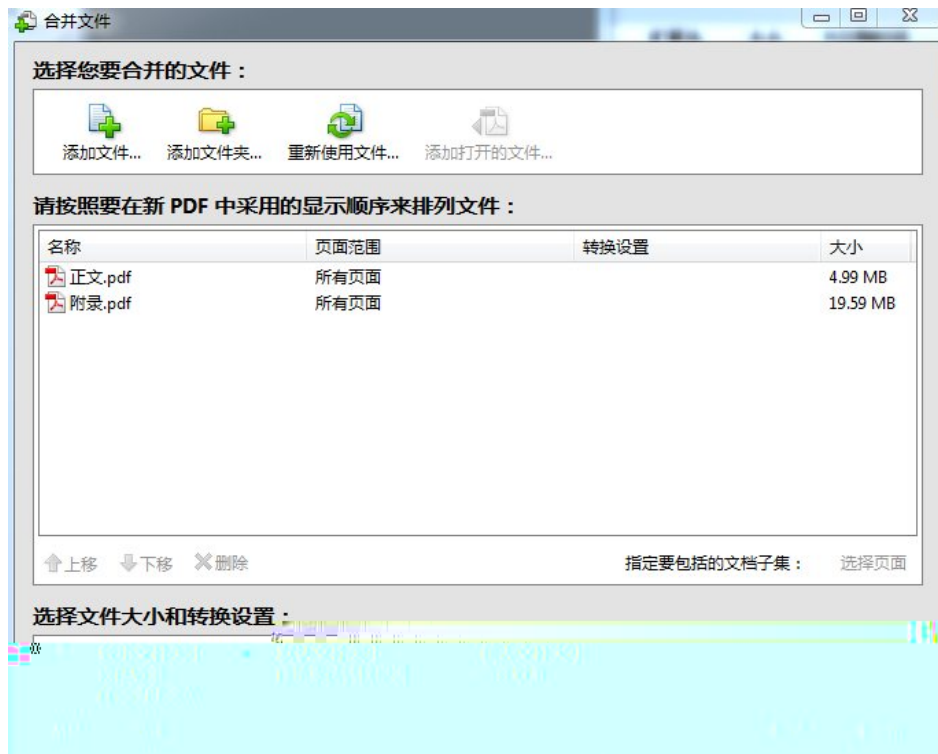 合并文件
选择您要合并的文件：
添加文件... 添加文件夹... 重新使用文件... 添加打开的文件...
请按照要在新 PDF 中采用的显示顺序来排列文件：
名称 页面范围 转换设置 大小
正文.pdf 所有页面 4.99 MB
附录.pdf 所有页面 19.59 MB
上移 下移 删除 指定要包括的文档子集： 选择页面
选择文件大小和转换设置：